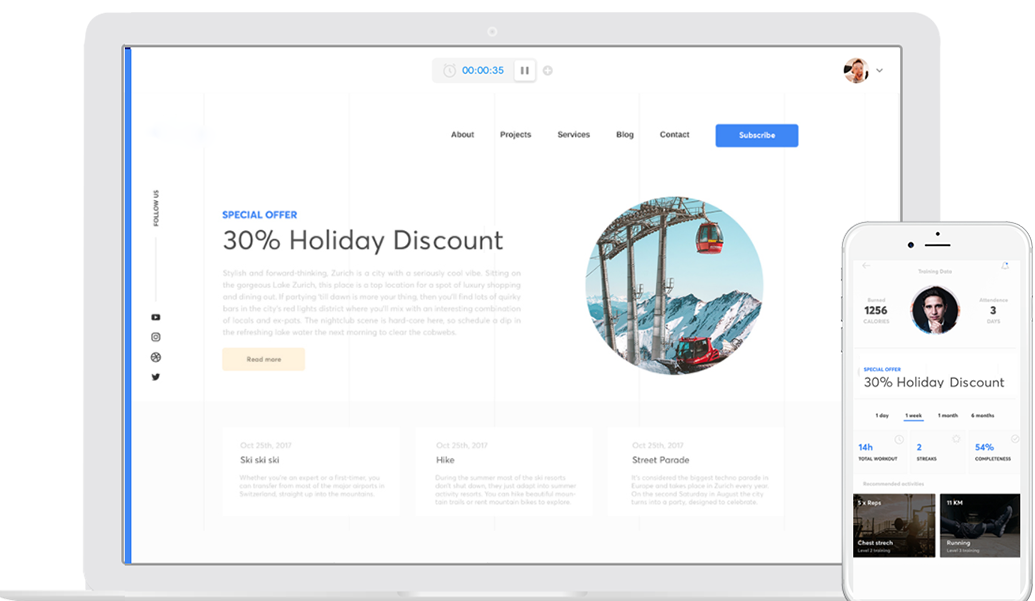 00:00:35
About Projects Services Blog Contact Subscribe
FOLLOW US
SPECIAL OFFER
30% Holiday Discount
Stylish and forward-thinking, Zurich is a city with a seriously cool vibe. Sitting on
the gorgeous Lake Zurich, this place is a top location for a spot of luxury shopping
and dining out. If partying 'till down is more your thing, then you'll find lots of quirky
bars in the city's red lights district where you'll mix with an interesting combination
of locals and ex-pats. The nightclub scene is hard-core here, so schedule a dip in
the refreshing lake water the next morning to clear the cobwebs.
Read more
Oct 25th, 2017
Ski ski ski
Whether you're an expert or a first-timer, you
can transfer from most of the major airports in
Switzerland, straight up into the mountains.
Oct 25th, 2017
Hike
During the summer most of the ski resorts
don't shut down, they just adapt into summer
activity resorts. You can hike beautiful moun-
tain trails or rent mountain bikes to explore.
Oct 25th, 2017
Street Parade
It's considered the biggest techno parade in
Europe and takes place in Zurich every year.
On the second Saturday in August the city
turns into a party, designed to celebrate.
Training Data
Burned
1256
CALORIES
Attendence
3
DAYS
SPECIAL OFFER
30% Holiday Discount
1 day 1 week 1 month 6 months
14h
TOTAL WORKOUT
2
STREAKS
54%
COMPLETENESS
Recommended activities
5 x Reps
Chest strech
Level 2 training
11 KM
Running
Level 3 training